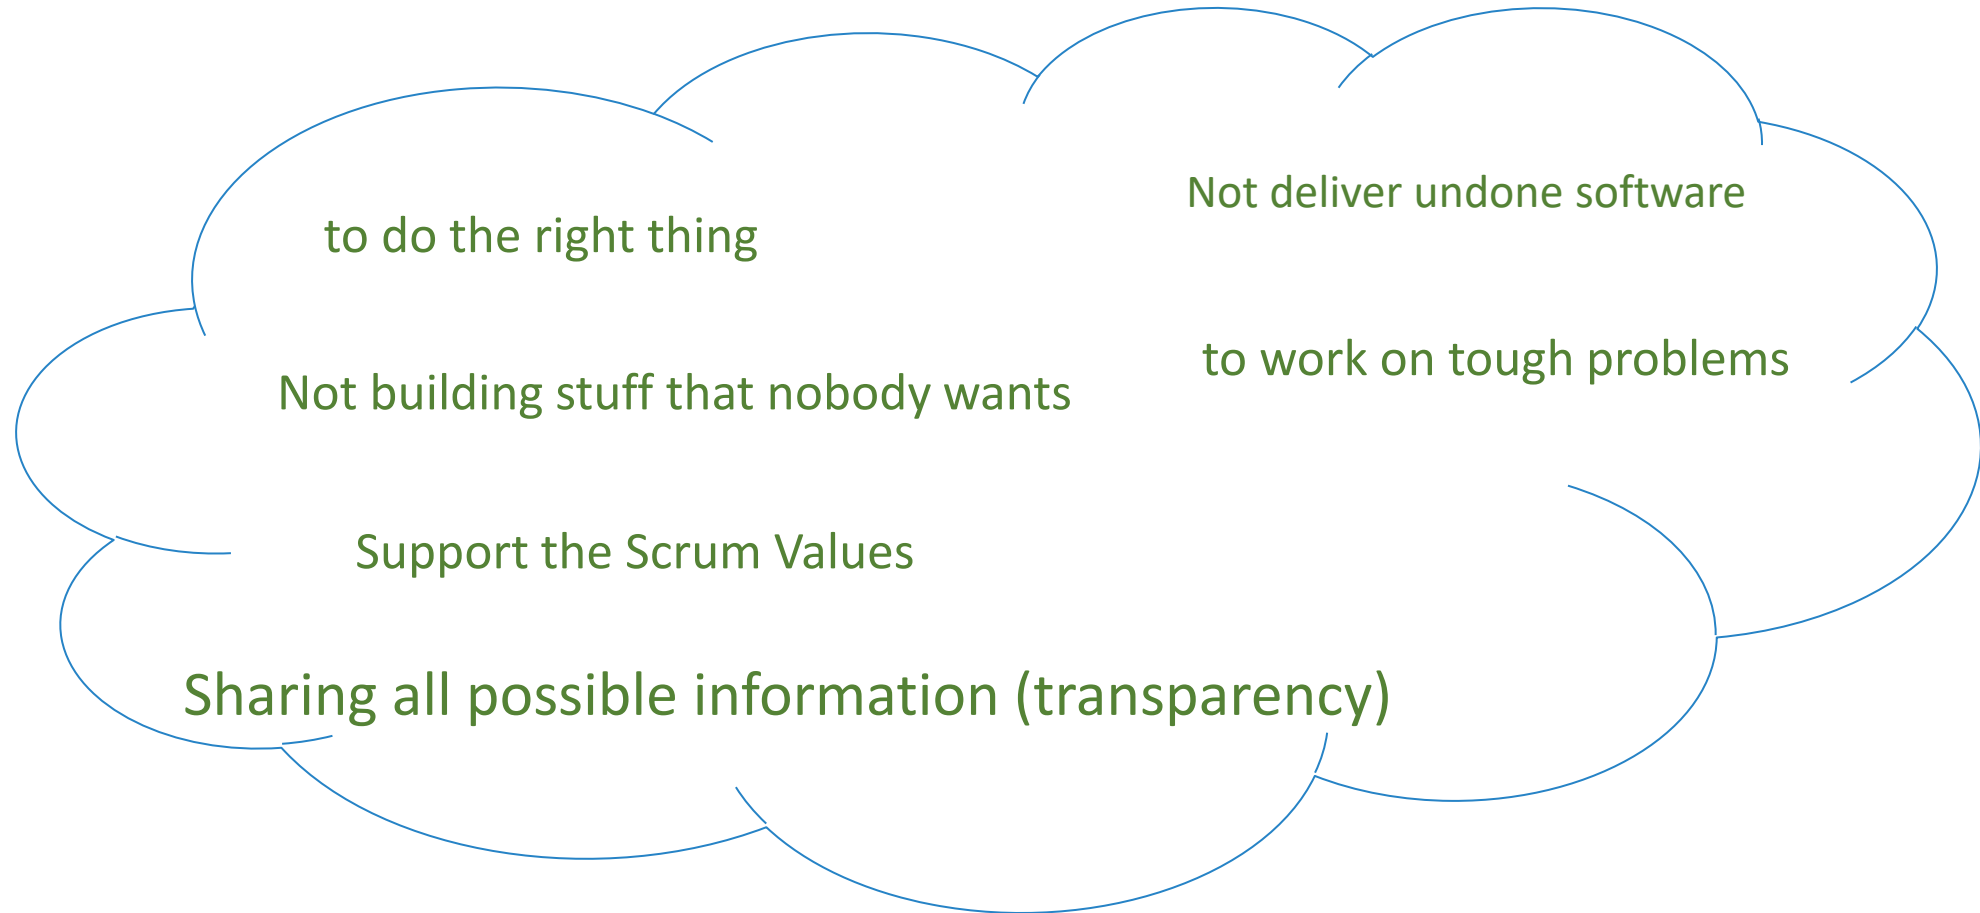 to do the right thing
Not deliver undone software
Not building stuff that nobody wants
to work on tough problems
Support the Scrum Values
Sharing all possible information (transparency)